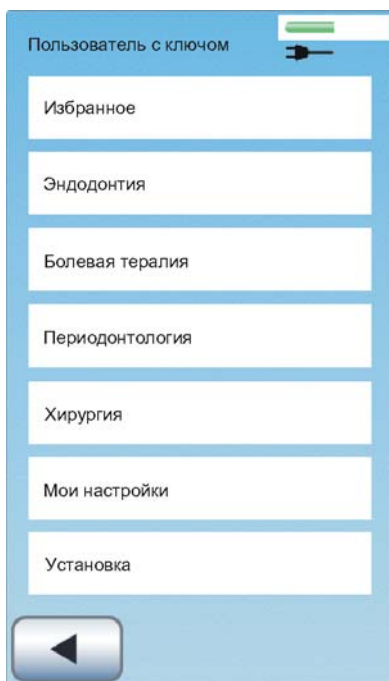 Пользователь с ключом
Избранное
Эндодонтия
Болевая тералия
Периодонтология
Хирургия
Мои настройки
Установка